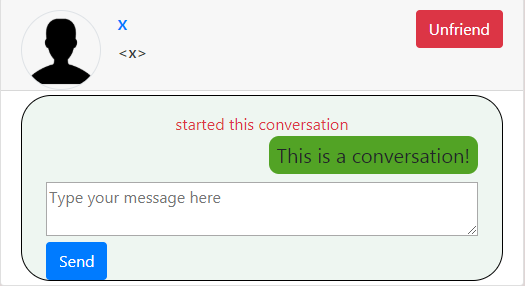 x
Unfriend
<x>
started this conversation
This is a conversation!
Type your message here
Send